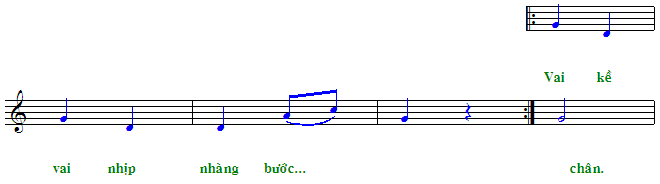 Vai kề
vai nhịp nhàng bước... chân.